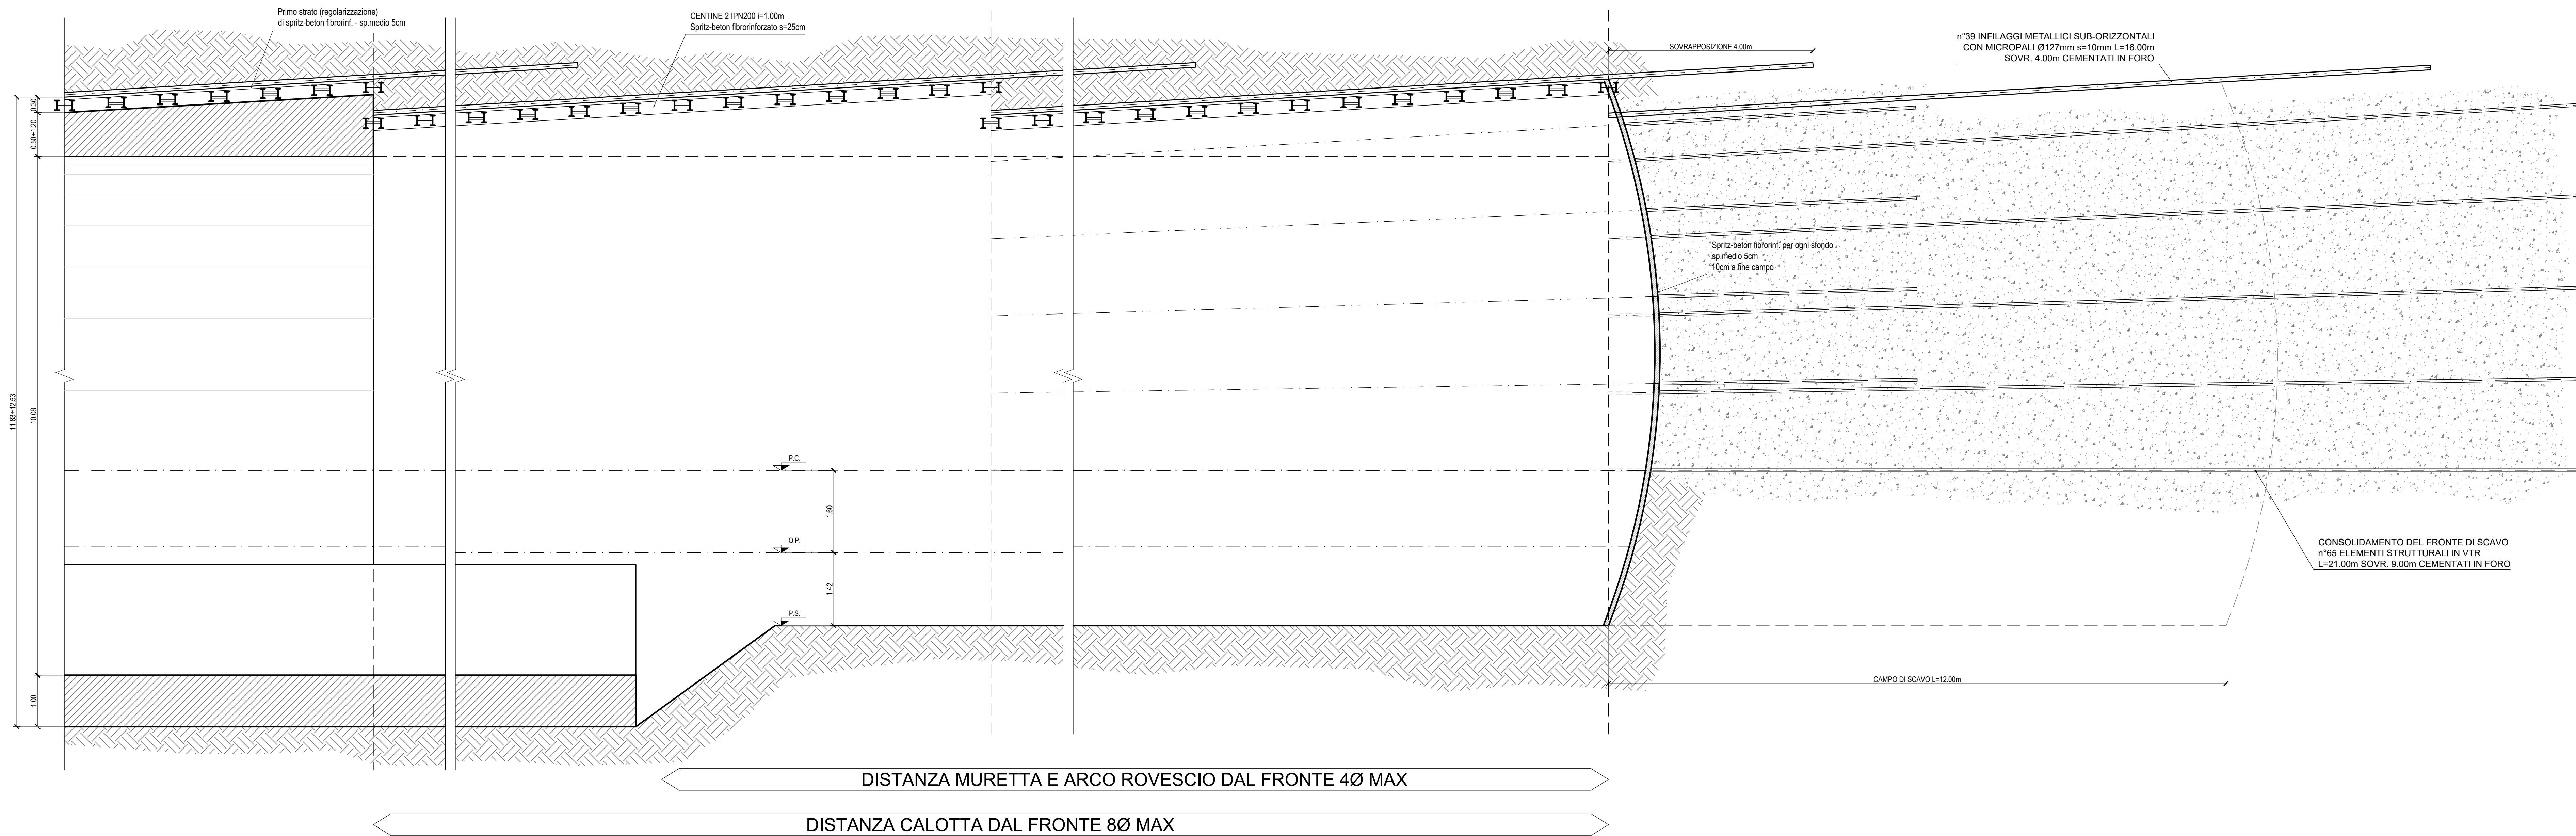 Primo strato (regolarizzazione)
di spritz-beton fibrorinf. - sp.medio 5cm
CENTINE 2 IPN200 i=1.00m
Spritz-beton fibrorinforzato s=25cm
SOVRAPPOSIZIONE 4.00m
n°39 INFILAGGI METALLICI SUB-ORIZZONTALI
CON MICROPALI Ø127mm s=10mm L=16.00m
SOVR. 4.00m CEMENTATI IN FORO
0.30
0.50÷1.20
11.83÷12.53
10.08
1.00
Spritz-beton fibrorinf. per ogni sfondo
sp.medio 5cm
10cm a fine campo
P.C.
1.60
Q.P.
1.42
P.S.
CONSOLIDAMENTO DEL FRONTE DI SCAVO
n°65 ELEMENTI STRUTTURALI IN VTR
L=21.00m SOVR. 9.00m CEMENTATI IN FORO
CAMPO DI SCAVO L=12.00m
DISTANZA MURETTA E ARCO ROVESCIO DAL FRONTE 4Ø MAX
DISTANZA CALOTTA DAL FRONTE 8Ø MAX